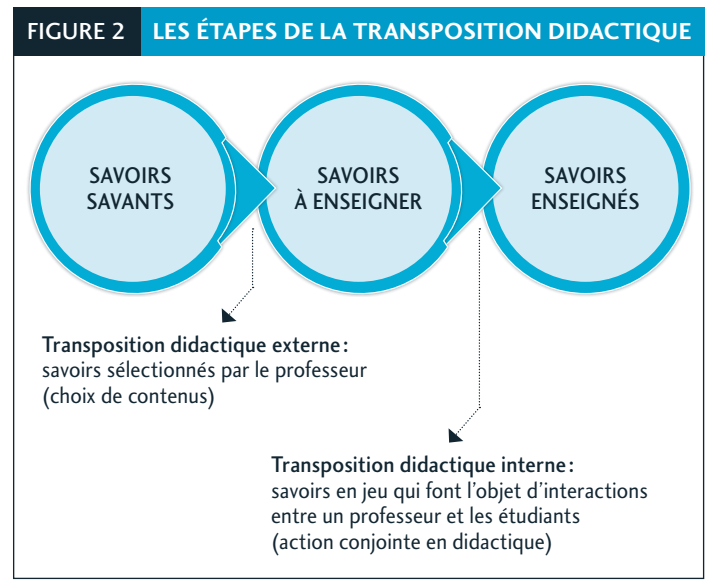 FIGURE 2 LES ÉTAPES DE LA TRANSPOSITION DIDACTIQUE
SAVOIRS
SAVANTS
SAVOIRS
À ENSEIGNER
SAVOIRS
ENSEIGNÉS
Transposition didactique externe :
savoirs sélectionnés par le professeur
(choix de contenus)
Transposition didactique interne :
savoirs en jeu qui font l’objet d’interactions
entre un professeur et les étudiants
(action conjointe en didactique)